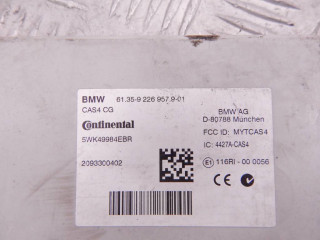 BMW 61.35-9 226 957.9-01
CAS4 CG
BMW AG
D-80788 München
Continental
FCC ID: MYTCAS4
5WK49984EBR
IC: 4427A-CAS4
2093300402
E1 116RI - 00 0056
CE